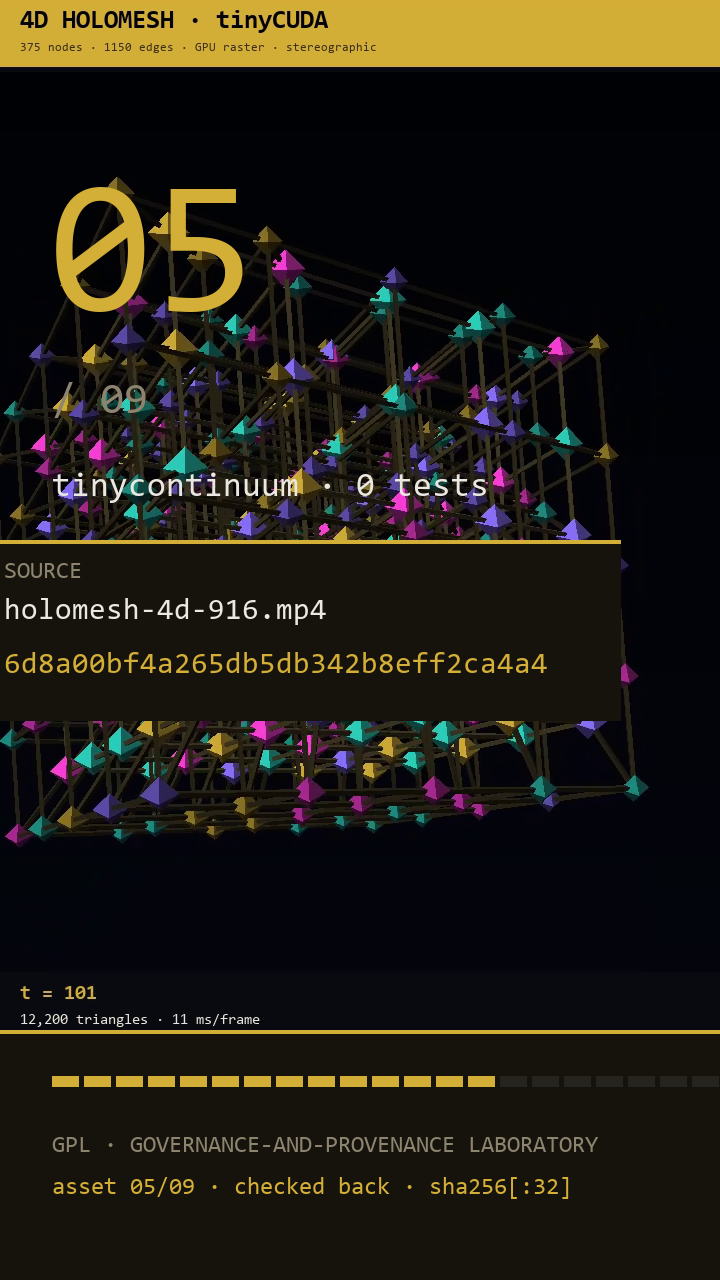 4D HOLOMESH · tinyCUDA
375 nodes · 1150 edges · GPU raster · stereographic
05
/ 09
tinycontinuum · 0 tests
SOURCE
holomesh-4d-916.mp4
6d8a00bf4a265db5db342b8eff2ca4a4
t = 101
12,200 triangles · 11 ms/frame
GPL · GOVERNANCE-AND-PROVENANCE LABORATORY
asset 05/09 · checked back · sha256[:32]